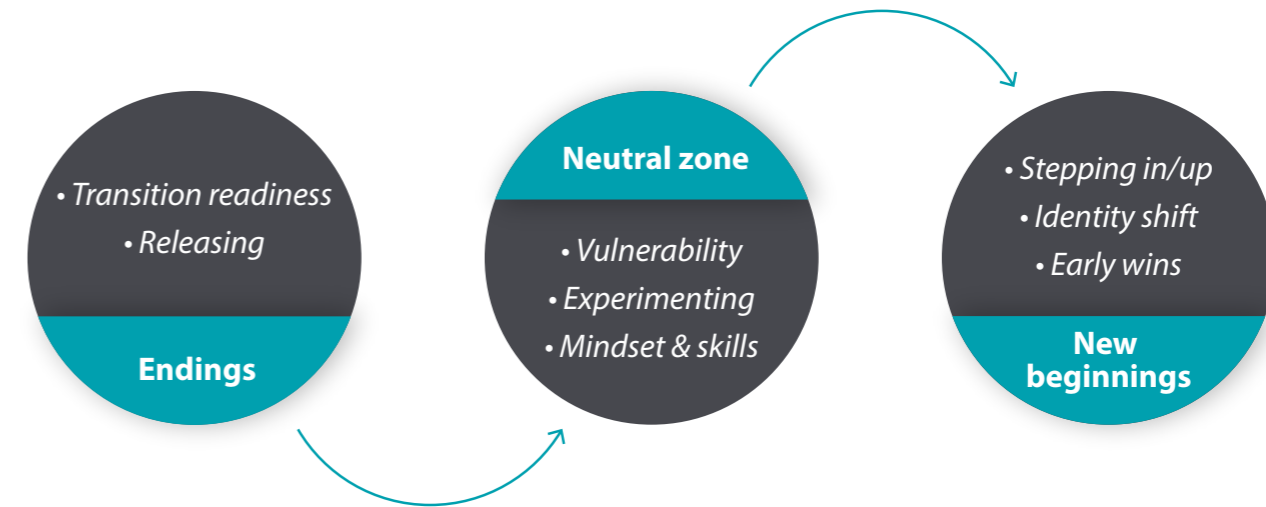 • Transition readiness
• Releasing
Endings
Neutral zone
• Vulnerability
• Experimenting
• Mindset & skills
• Stepping in/up
• Identity shift
• Early wins
New
beginnings